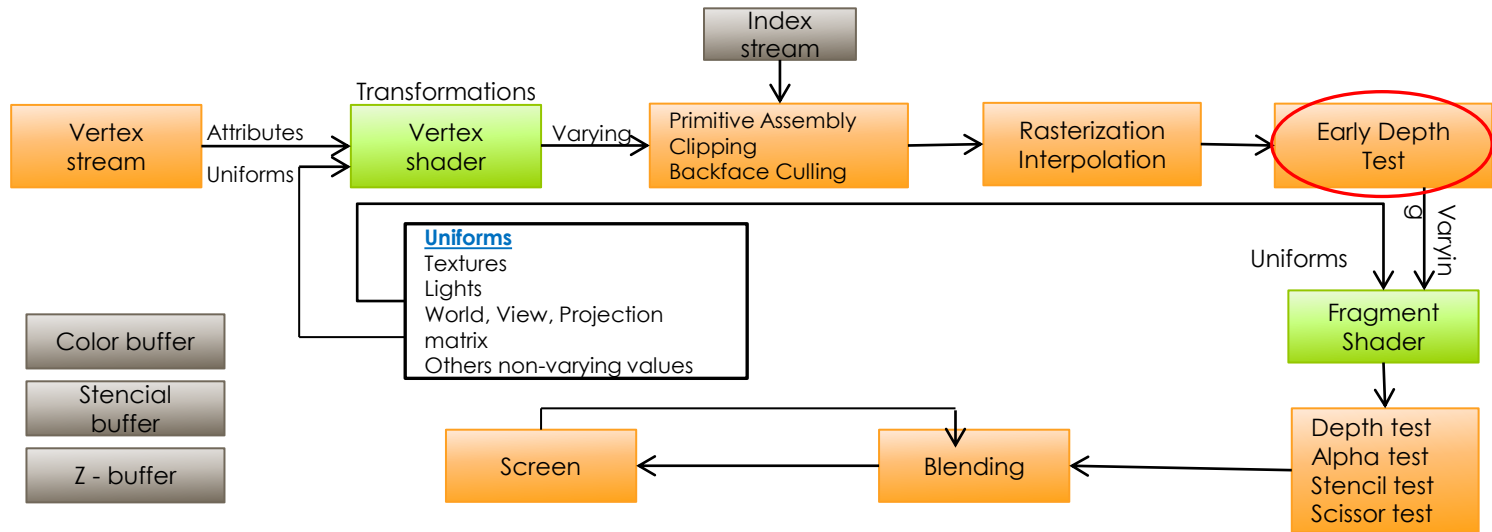 Index
stream
Transformations
Vertex
stream
Attributes
Uniforms
Vertex
shader
Varying
Primitive Assembly
Clipping
Backface Culling
Rasterization
Interpolation
Early Depth
Test
Varyin
g
Uniforms
Uniforms
Textures
Lights
World, View, Projection
matrix
Others non-varying values
Fragment
Shader
Color buffer
Stencial
buffer
Z - buffer
Screen
Blending
Depth test
Alpha test
Stencil test
Scissor test